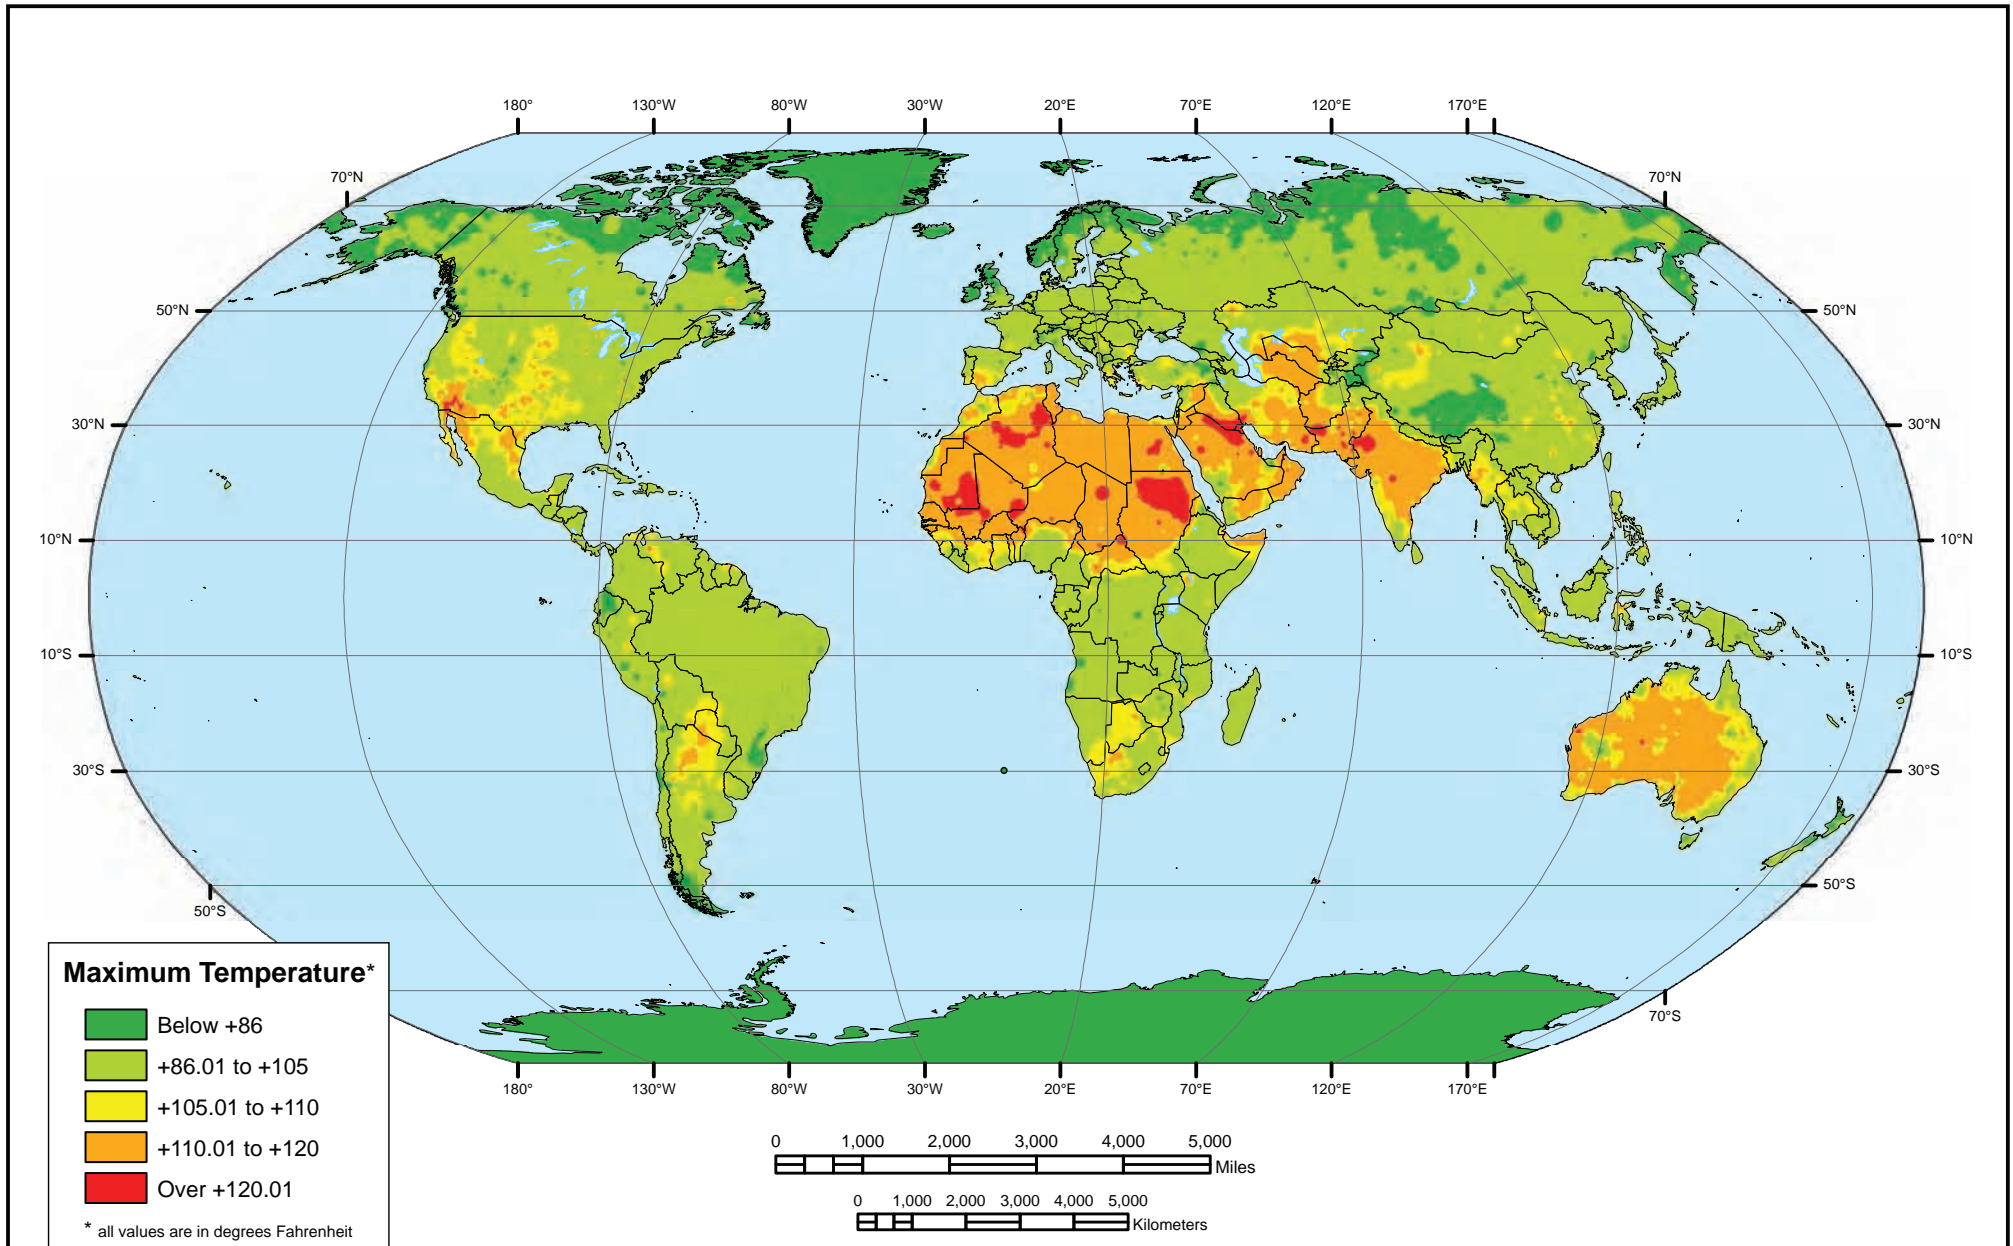 180° 130°W 80°W 30°W 20°E 70°E 120°E 170°E
70°N 70°N
50°N 50°N
30°N 30°N
10°N 10°N
10°S 10°S
30°S 30°S
50°S 50°S
70°S
180° 130°W 80°W 30°W 20°E 70°E 120°E 170°E
Maximum Temperature*
Below +86
+86.01 to +105
+105.01 to +110
+110.01 to +120
Over +120.01
* all values are in degrees Fahrenheit
0 1,000 2,000 3,000 4,000 5,000
Miles
0 1,000 2,000 3,000 4,000 5,000
Kilometers